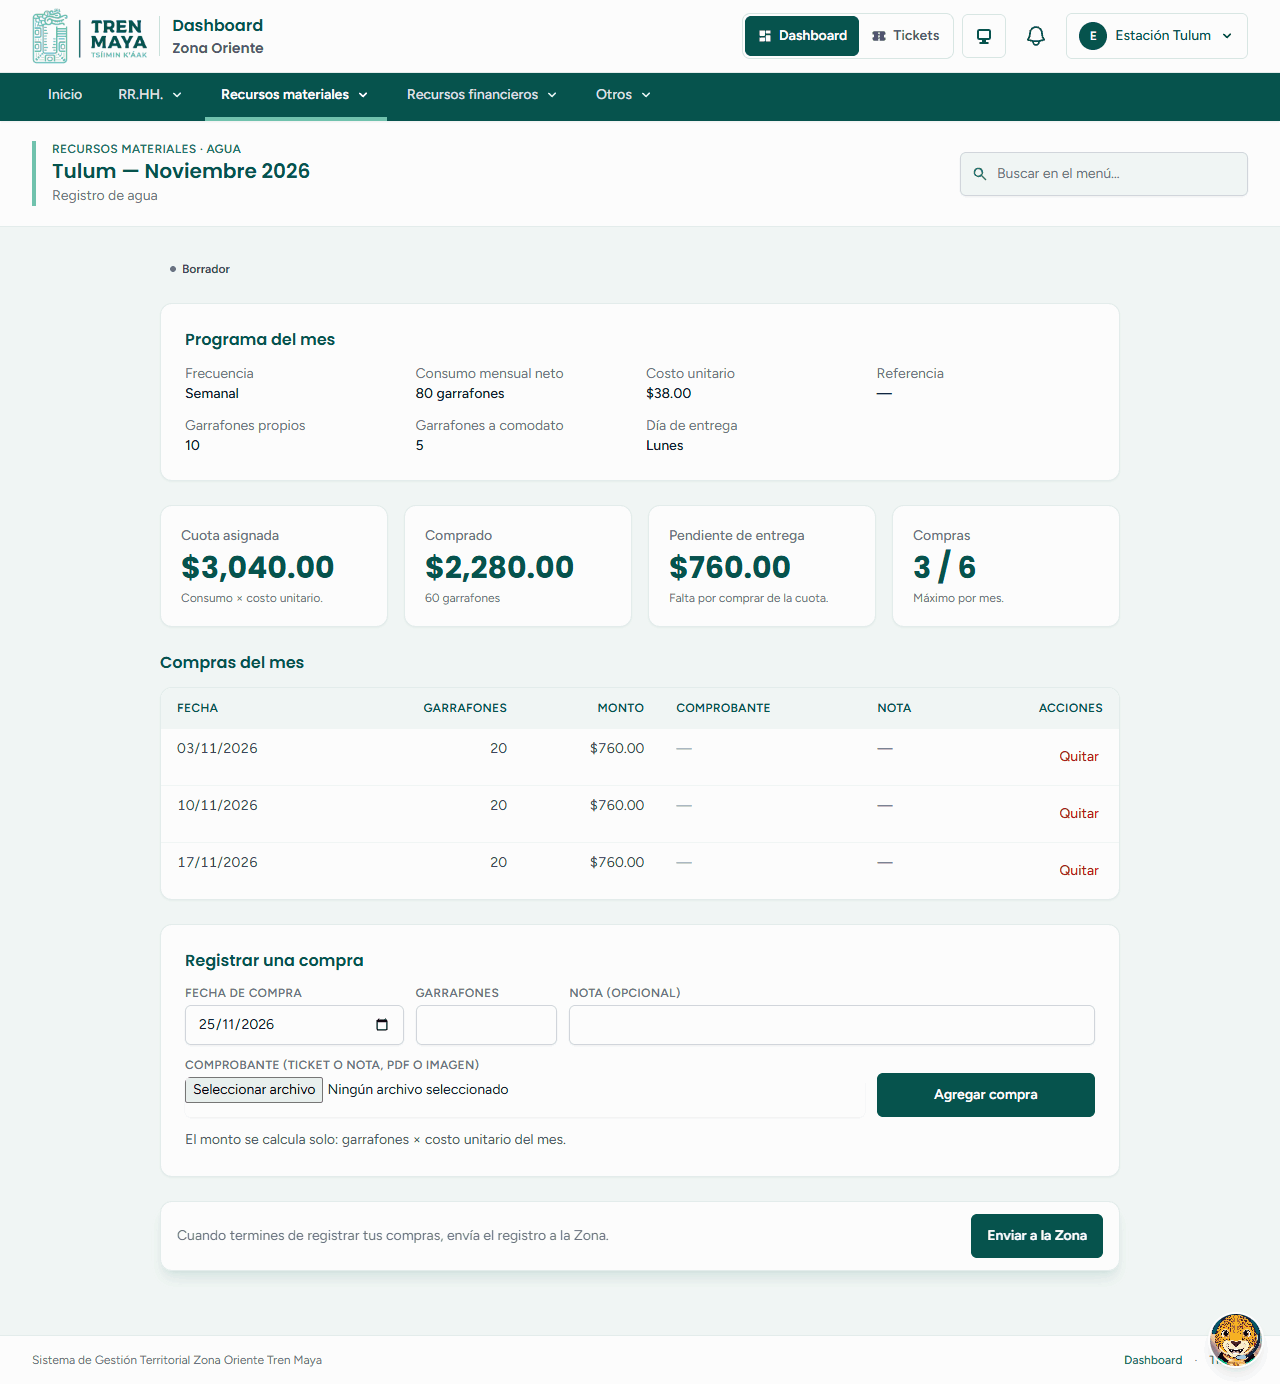 TREN
MAYA
TSÍIMIN K'ÁAK
Dashboard
Zona Oriente
Dashboard
Tickets
E
Estación Tulum
Inicio
RR.HH.
Recursos materiales
Recursos financieros
Otros
RECURSOS MATERIALES · AGUA
Tulum — Noviembre 2026
Registro de agua
Buscar en el menú...
Borrador
Programa del mes
Frecuencia
Semanal
Consumo mensual neto
80 garrafones
Costo unitario
$38.00
Referencia
—
Garrafones propios
10
Garrafones a comodato
5
Día de entrega
Lunes
Cuota asignada
$3,040.00
Consumo × costo unitario.
Comprado
$2,280.00
60 garrafones
Pendiente de entrega
$760.00
Falta por comprar de la cuota.
Compras
3 / 6
Máximo por mes.
Compras del mes
FECHA GARRAFONES MONTO COMPROBANTE NOTA ACCIONES
03/11/2026 20 $760.00 — — Quitar
10/11/2026 20 $760.00 — — Quitar
17/11/2026 20 $760.00 — — Quitar
Registrar una compra
FECHA DE COMPRA
25/11/2026
GARRAFONES
NOTA (OPCIONAL)
COMPROBANTE (TICKET O NOTA, PDF O IMAGEN)
Seleccionar archivo Ningún archivo seleccionado
Agregar compra
El monto se calcula solo: garrafones × costo unitario del mes.
Cuando termines de registrar tus compras, envía el registro a la Zona.
Enviar a la Zona
Sistema de Gestión Territorial Zona Oriente Tren Maya
Dashboard ·